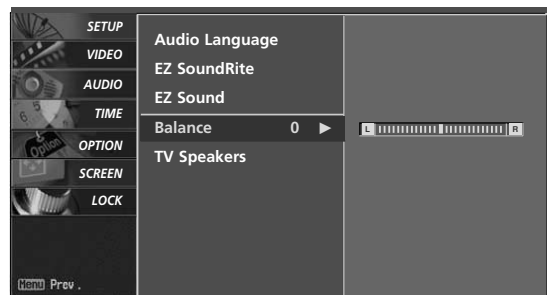 SETUP
VIDEO
AUDIO
TIME
OPTION
SCREEN
LOCK
Menu Prev .
Audio Language
EZ SoundRite
EZ Sound
Balance 0 ▶
TV Speakers
L R